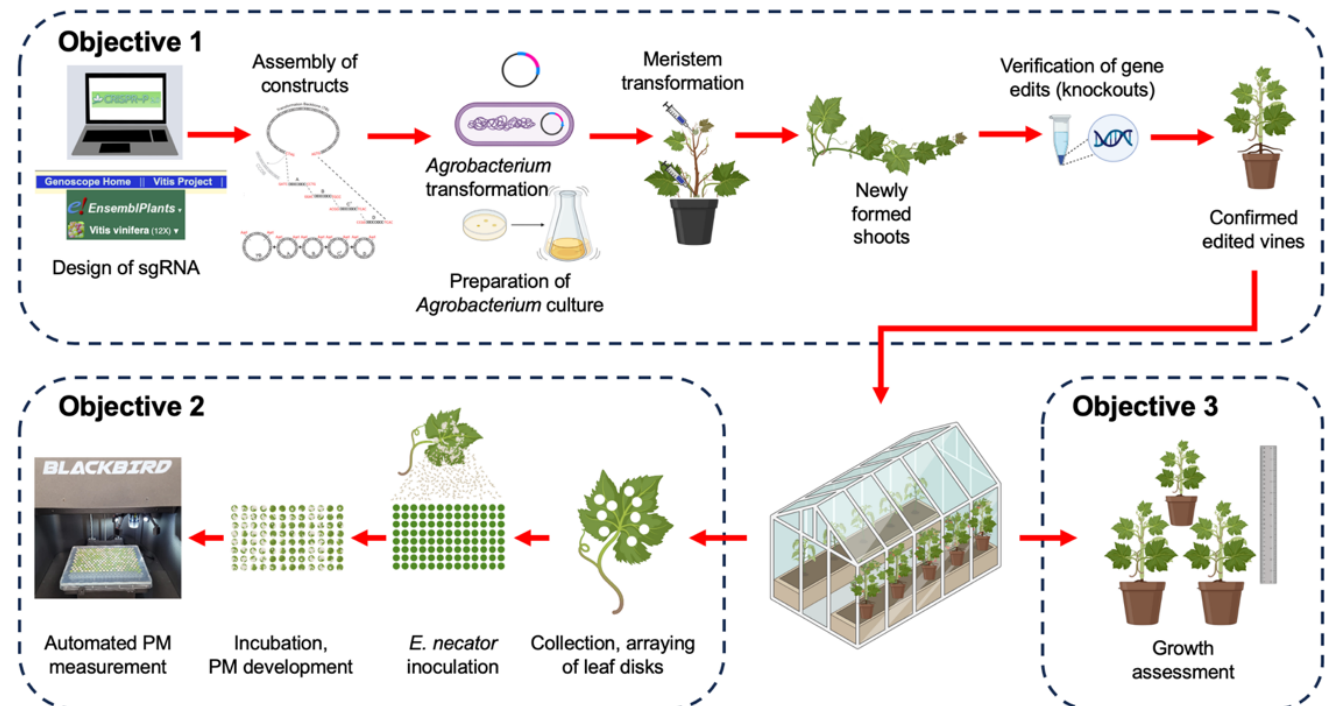 Objective 1
CRISPR-P
Genoscope Home || Vitis Project |
e!EnsemblPlants
Vitis vinifera (12X)
Design of sgRNA
Assembly of
constructs
Agrobacterium
transformation
Preparation of
Agrobacterium culture
Meristem
transformation
Newly
formed
shoots
Verification of gene
edits (knockouts)
Confirmed
edited vines
Objective 2
BLACKBIRD
Automated PM
measurement
Incubation,
PM development
E. necator
inoculation
Collection, arraying
of leaf disks
Objective 3
Growth
assessment